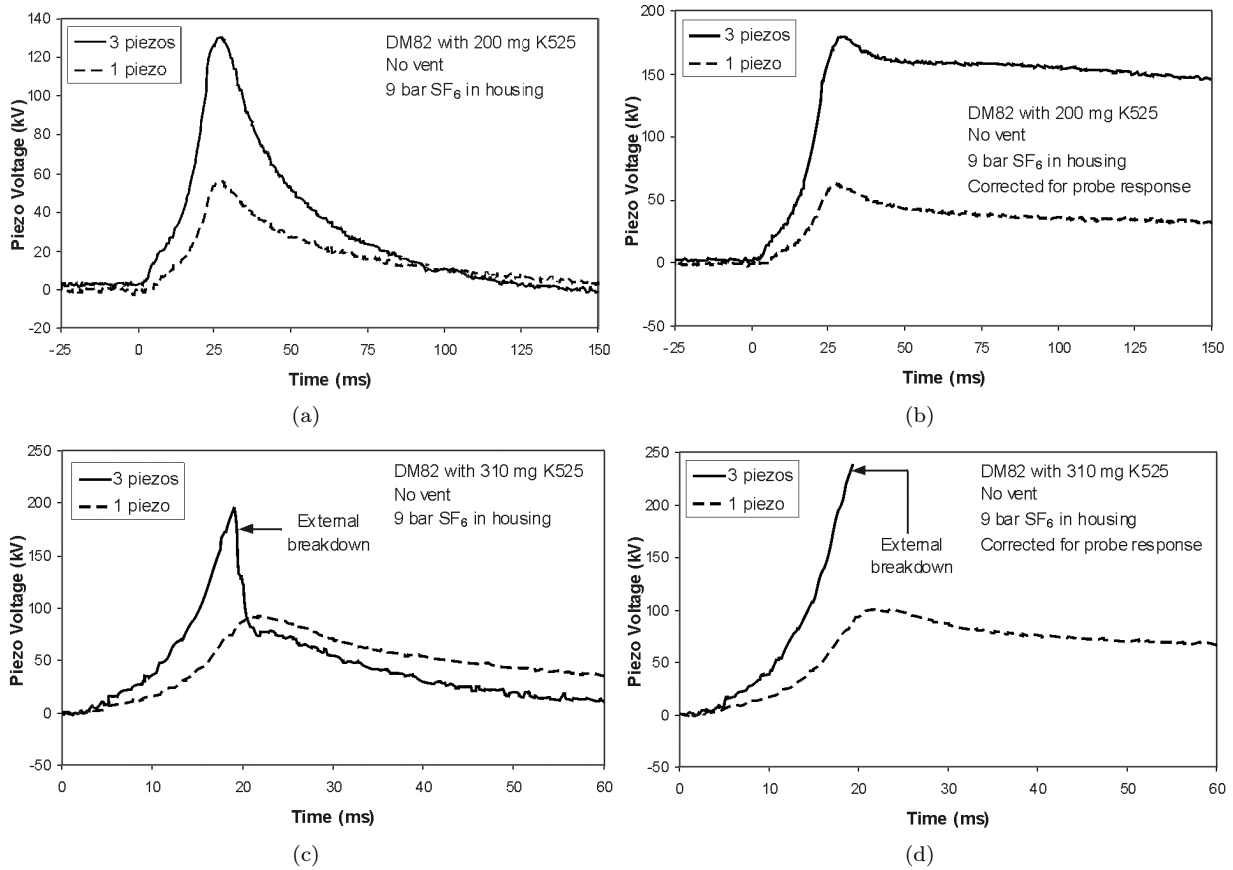 140
120
100
80
60
40
20
0
-20
Piezo Voltage (kV)
3 piezos
1 piezo
DM82 with 200 mg K525
No vent
9 bar SF6 in housing
-25 0 25 50 75 100 125 150
Time (ms)
(a)
200
150
100
50
0
-50
Piezo Voltage (kV)
3 piezos
1 piezo
DM82 with 200 mg K525
No vent
9 bar SF6 in housing
Corrected for probe response
-25 0 25 50 75 100 125 150
Time (ms)
(b)
250
200
150
100
50
0
-50
Piezo Voltage (kV)
3 piezos
1 piezo
DM82 with 310 mg K525
No vent
9 bar SF6 in housing
External
breakdown
0 10 20 30 40 50 60
Time (ms)
(c)
250
200
150
100
50
0
-50
Piezo Voltage (kV)
3 piezos
1 piezo
DM82 with 310 mg K525
No vent
9 bar SF6 in housing
Corrected for probe response
External
breakdown
0 10 20 30 40 50 60
Time (ms)
(d)